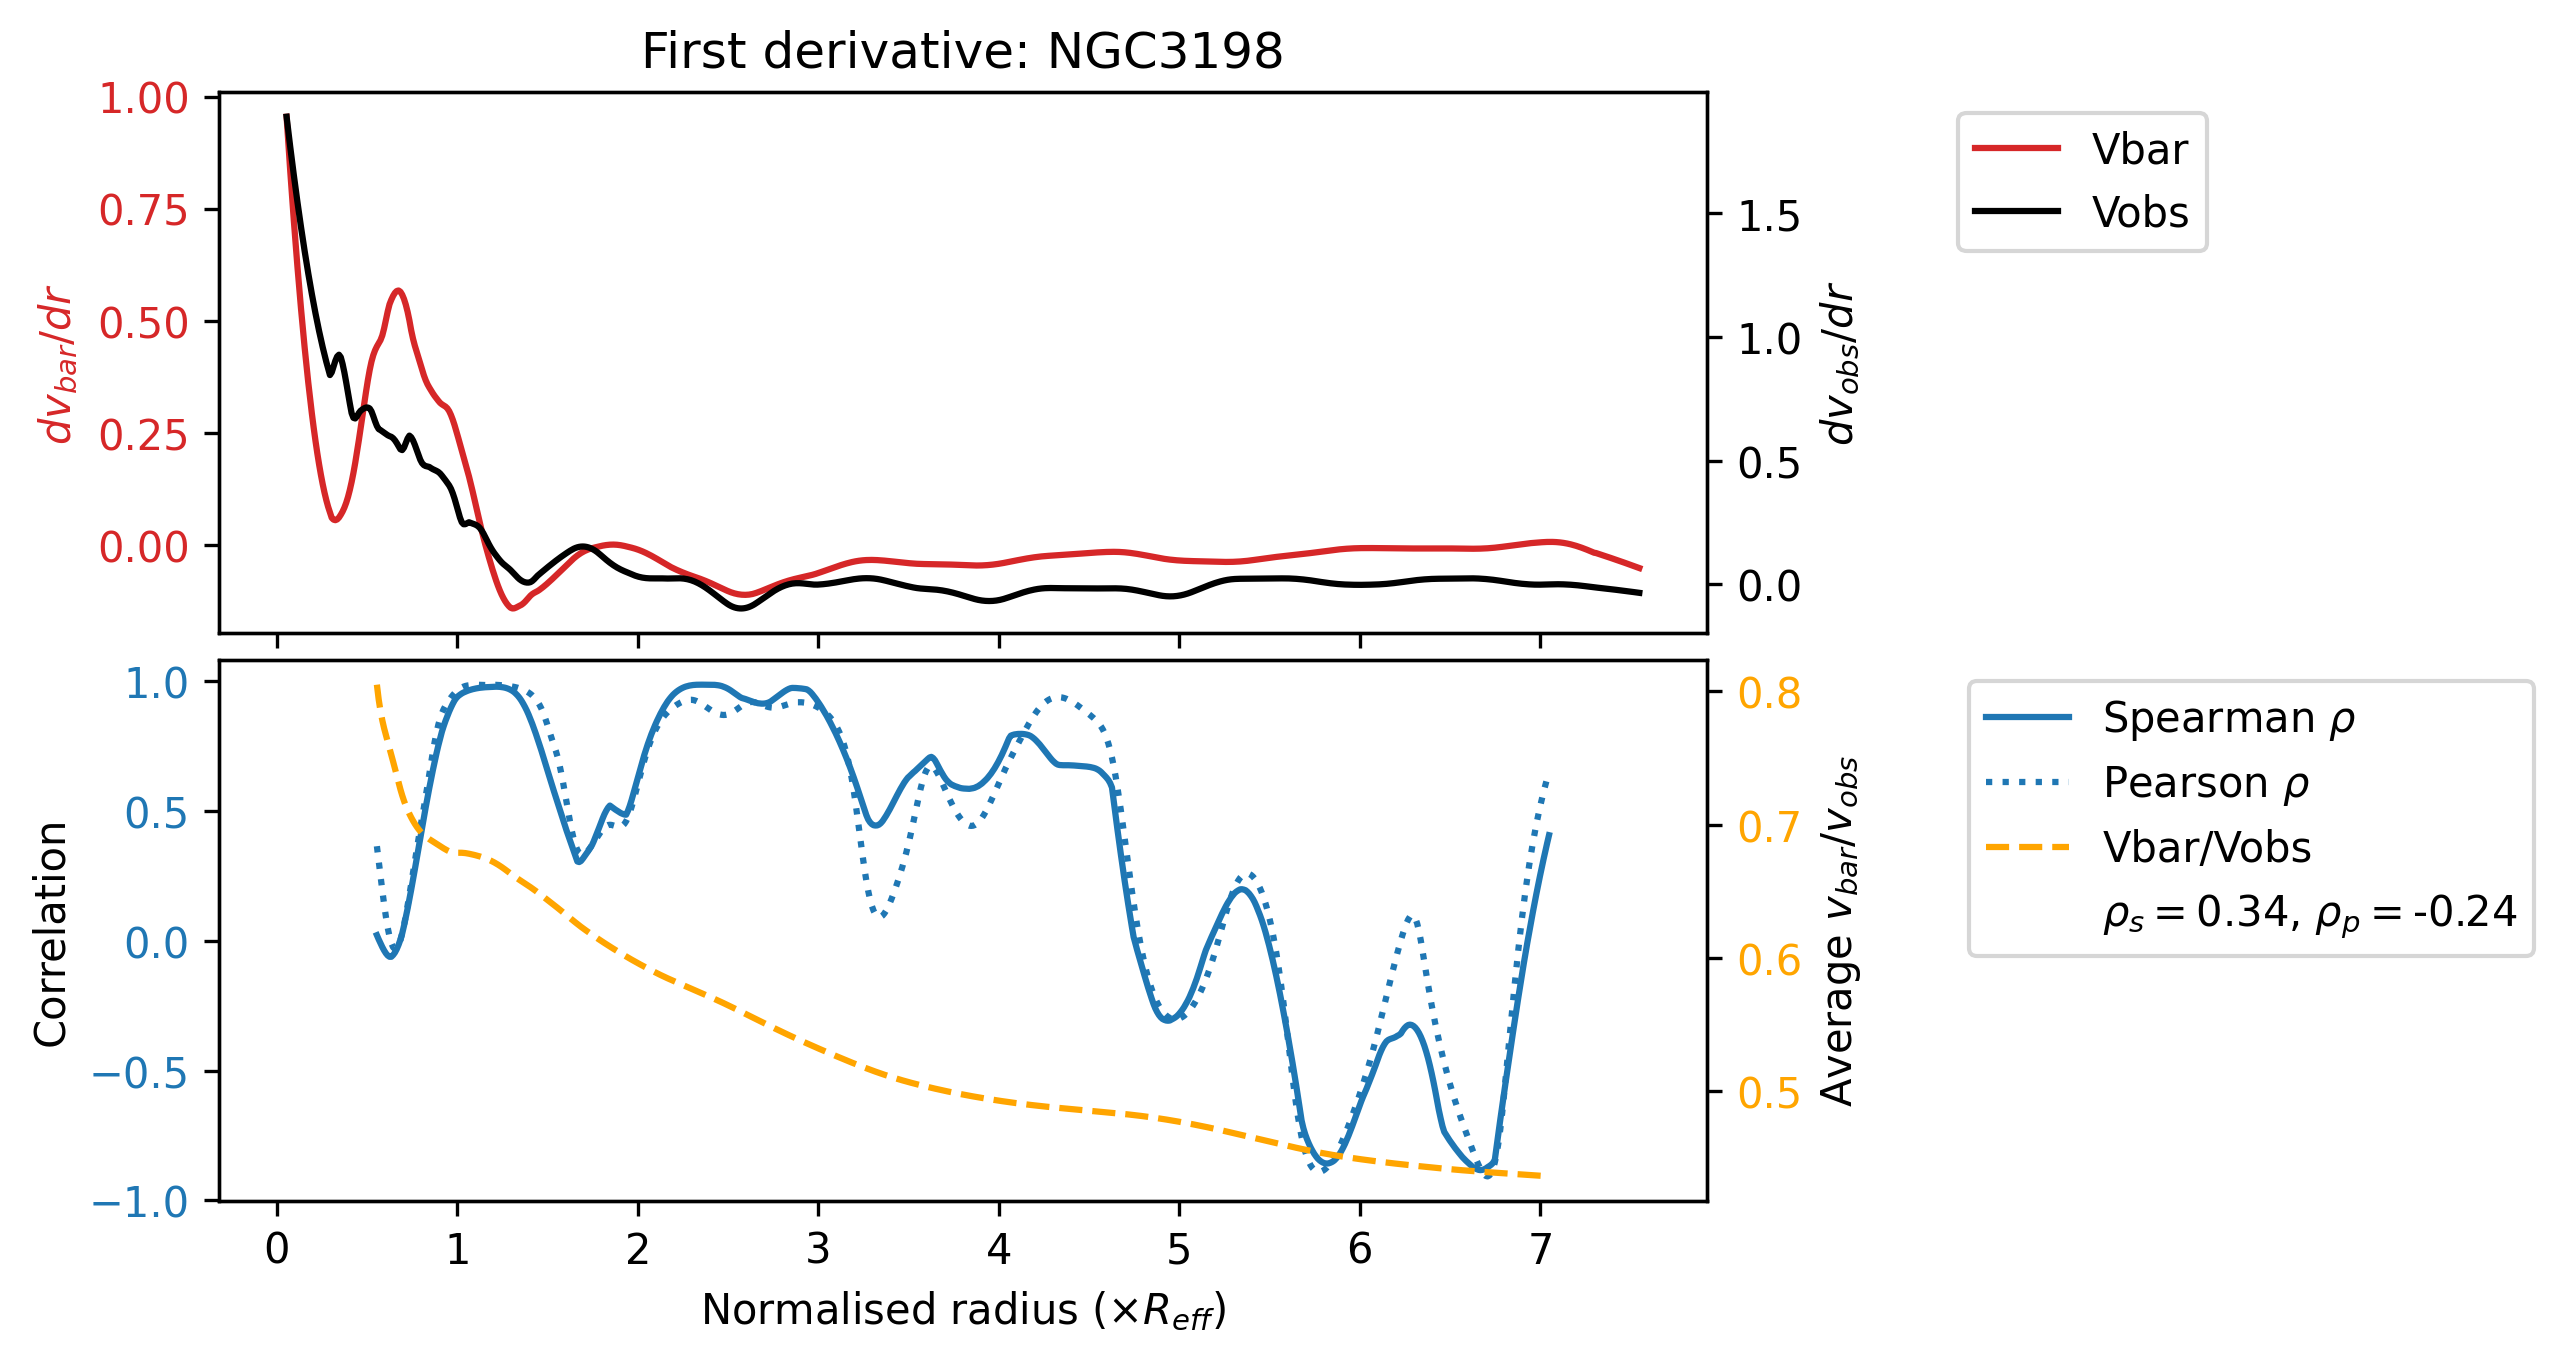 First derivative: NGC3198
1.00
0.75
0.50
0.25
0.00
dv_bar/dr
1.5
1.0
0.5
0.0
dv_obs/dr
Vbar
Vobs
1.0
0.5
0.0
−0.5
−1.0
Correlation
0.8
0.7
0.6
0.5
Average v_bar/v_obs
Spearman ρ
Pearson ρ
Vbar/Vobs
ρ_s = 0.34, ρ_p = -0.24
0 1 2 3 4 5 6 7
Normalised radius (×R_eff)